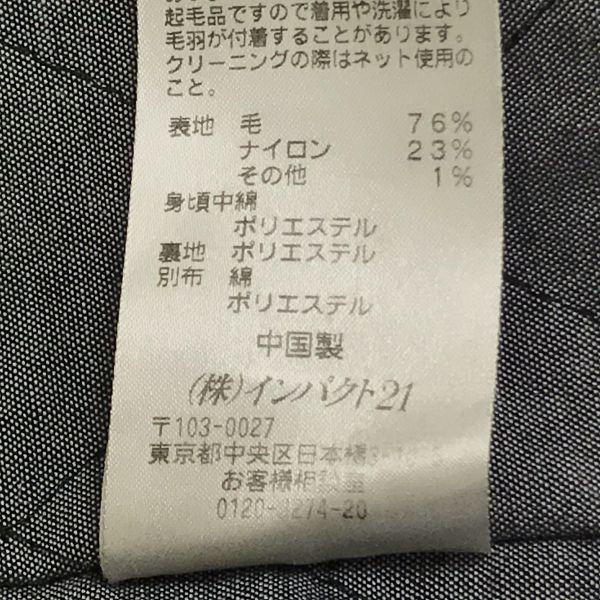 起毛品ですので着用や洗濯により
毛羽が付着することがあります。
クリーニングの際はネット使用の
こと。
表地 毛 76%
ナイロン 23%
その他 1%
身頃中綿
ポリエステル
裏地 ポリエステル
別布 綿
ポリエステル
中国製
(株)インパクト21
〒103-0027
東京都中央区日本橋
お客様相談室